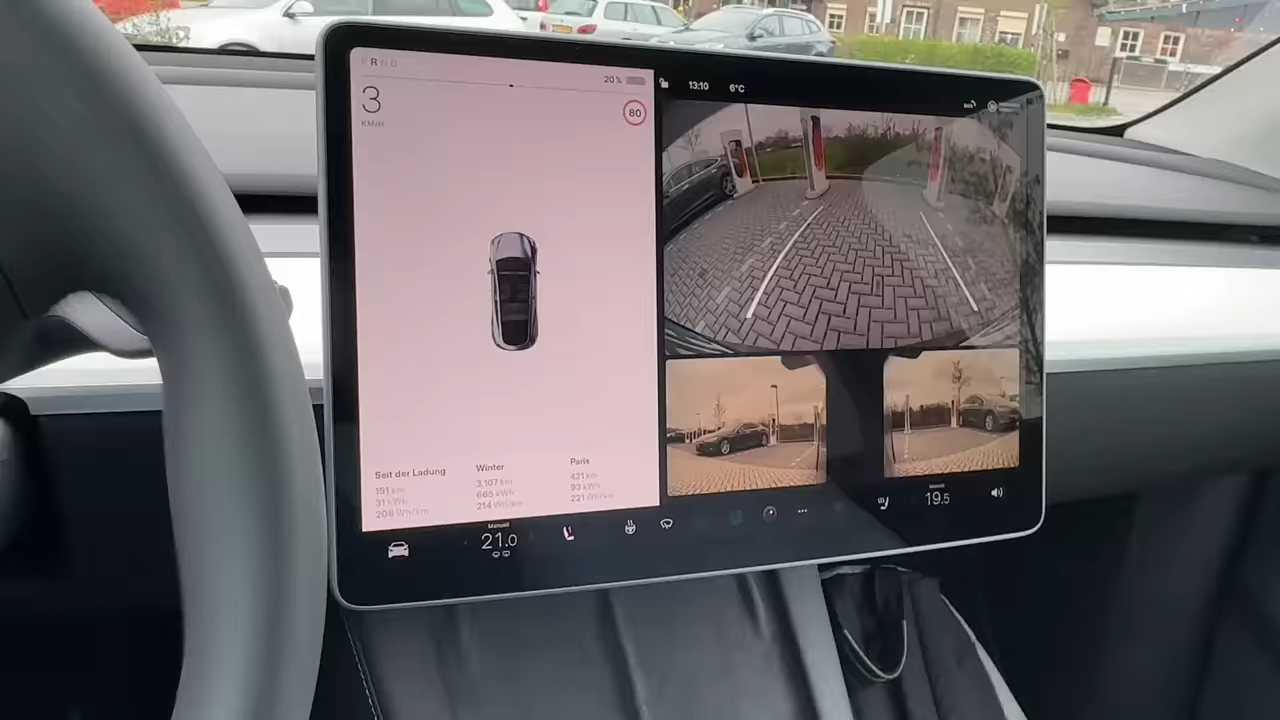 P R N D
20 %
3
KM/H
80
13:10
6°C
Seit der Ladung
151 km
31 kWh
208 Wh/km
Winter
3,107 km
665 kWh
214 Wh/km
Paris
421 km
93 kWh
221 Wh/km
Manuell
21.0
Manuell
19.5